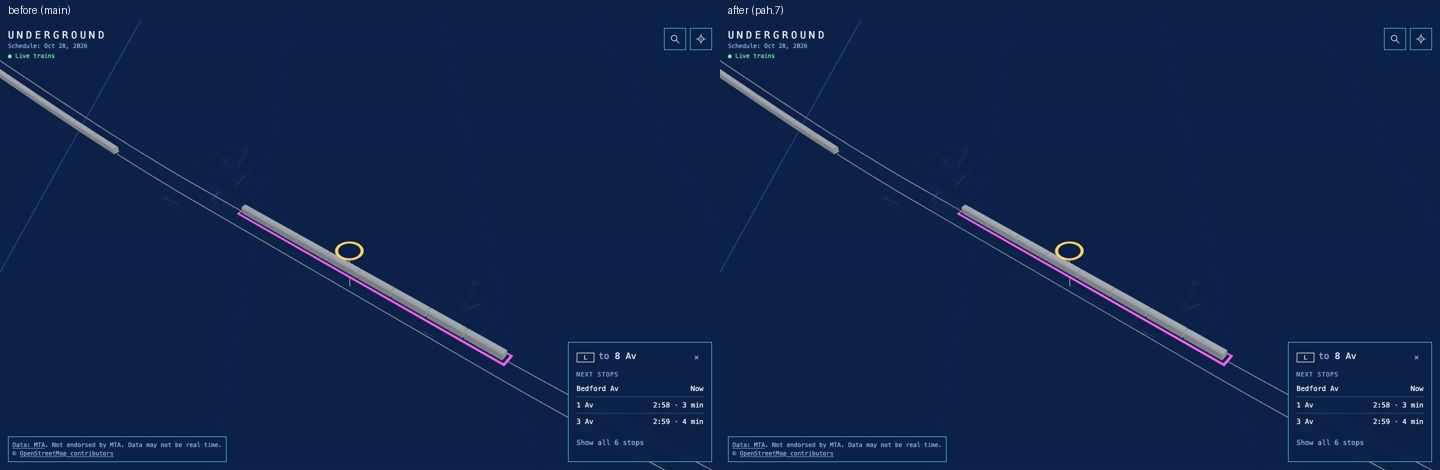 before (main)
UNDERGROUND
Schedule: Oct 28, 2026
Live trains
L to 8 Av ×
NEXT STOPS
Bedford Av Now
1 Av 2:58 · 3 min
3 Av 2:59 · 4 min
Show all 6 stops
Data: MTA. Not endorsed by MTA. Data may not be real time.
© OpenStreetMap contributors
after (pah.7)
UNDERGROUND
Schedule: Oct 28, 2026
Live trains
L to 8 Av ×
NEXT STOPS
Bedford Av Now
1 Av 2:58 · 3 min
3 Av 2:59 · 4 min
Show all 6 stops
Data: MTA. Not endorsed by MTA. Data may not be real time.
© OpenStreetMap contributors